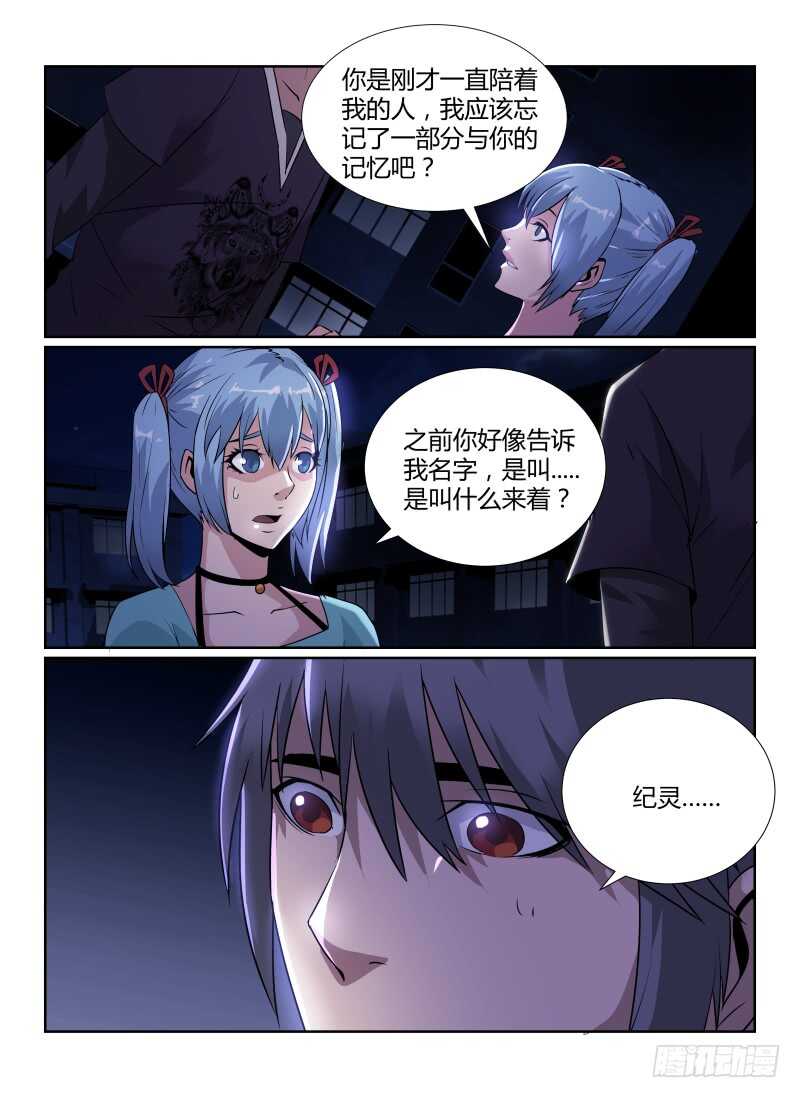 你是刚才一直陪着
我的人，我应该忘
记了一部分与你的
记忆吧？
之前你好像告诉
我名字，是叫.....
是叫什么来着？
纪灵……
腾讯动漫